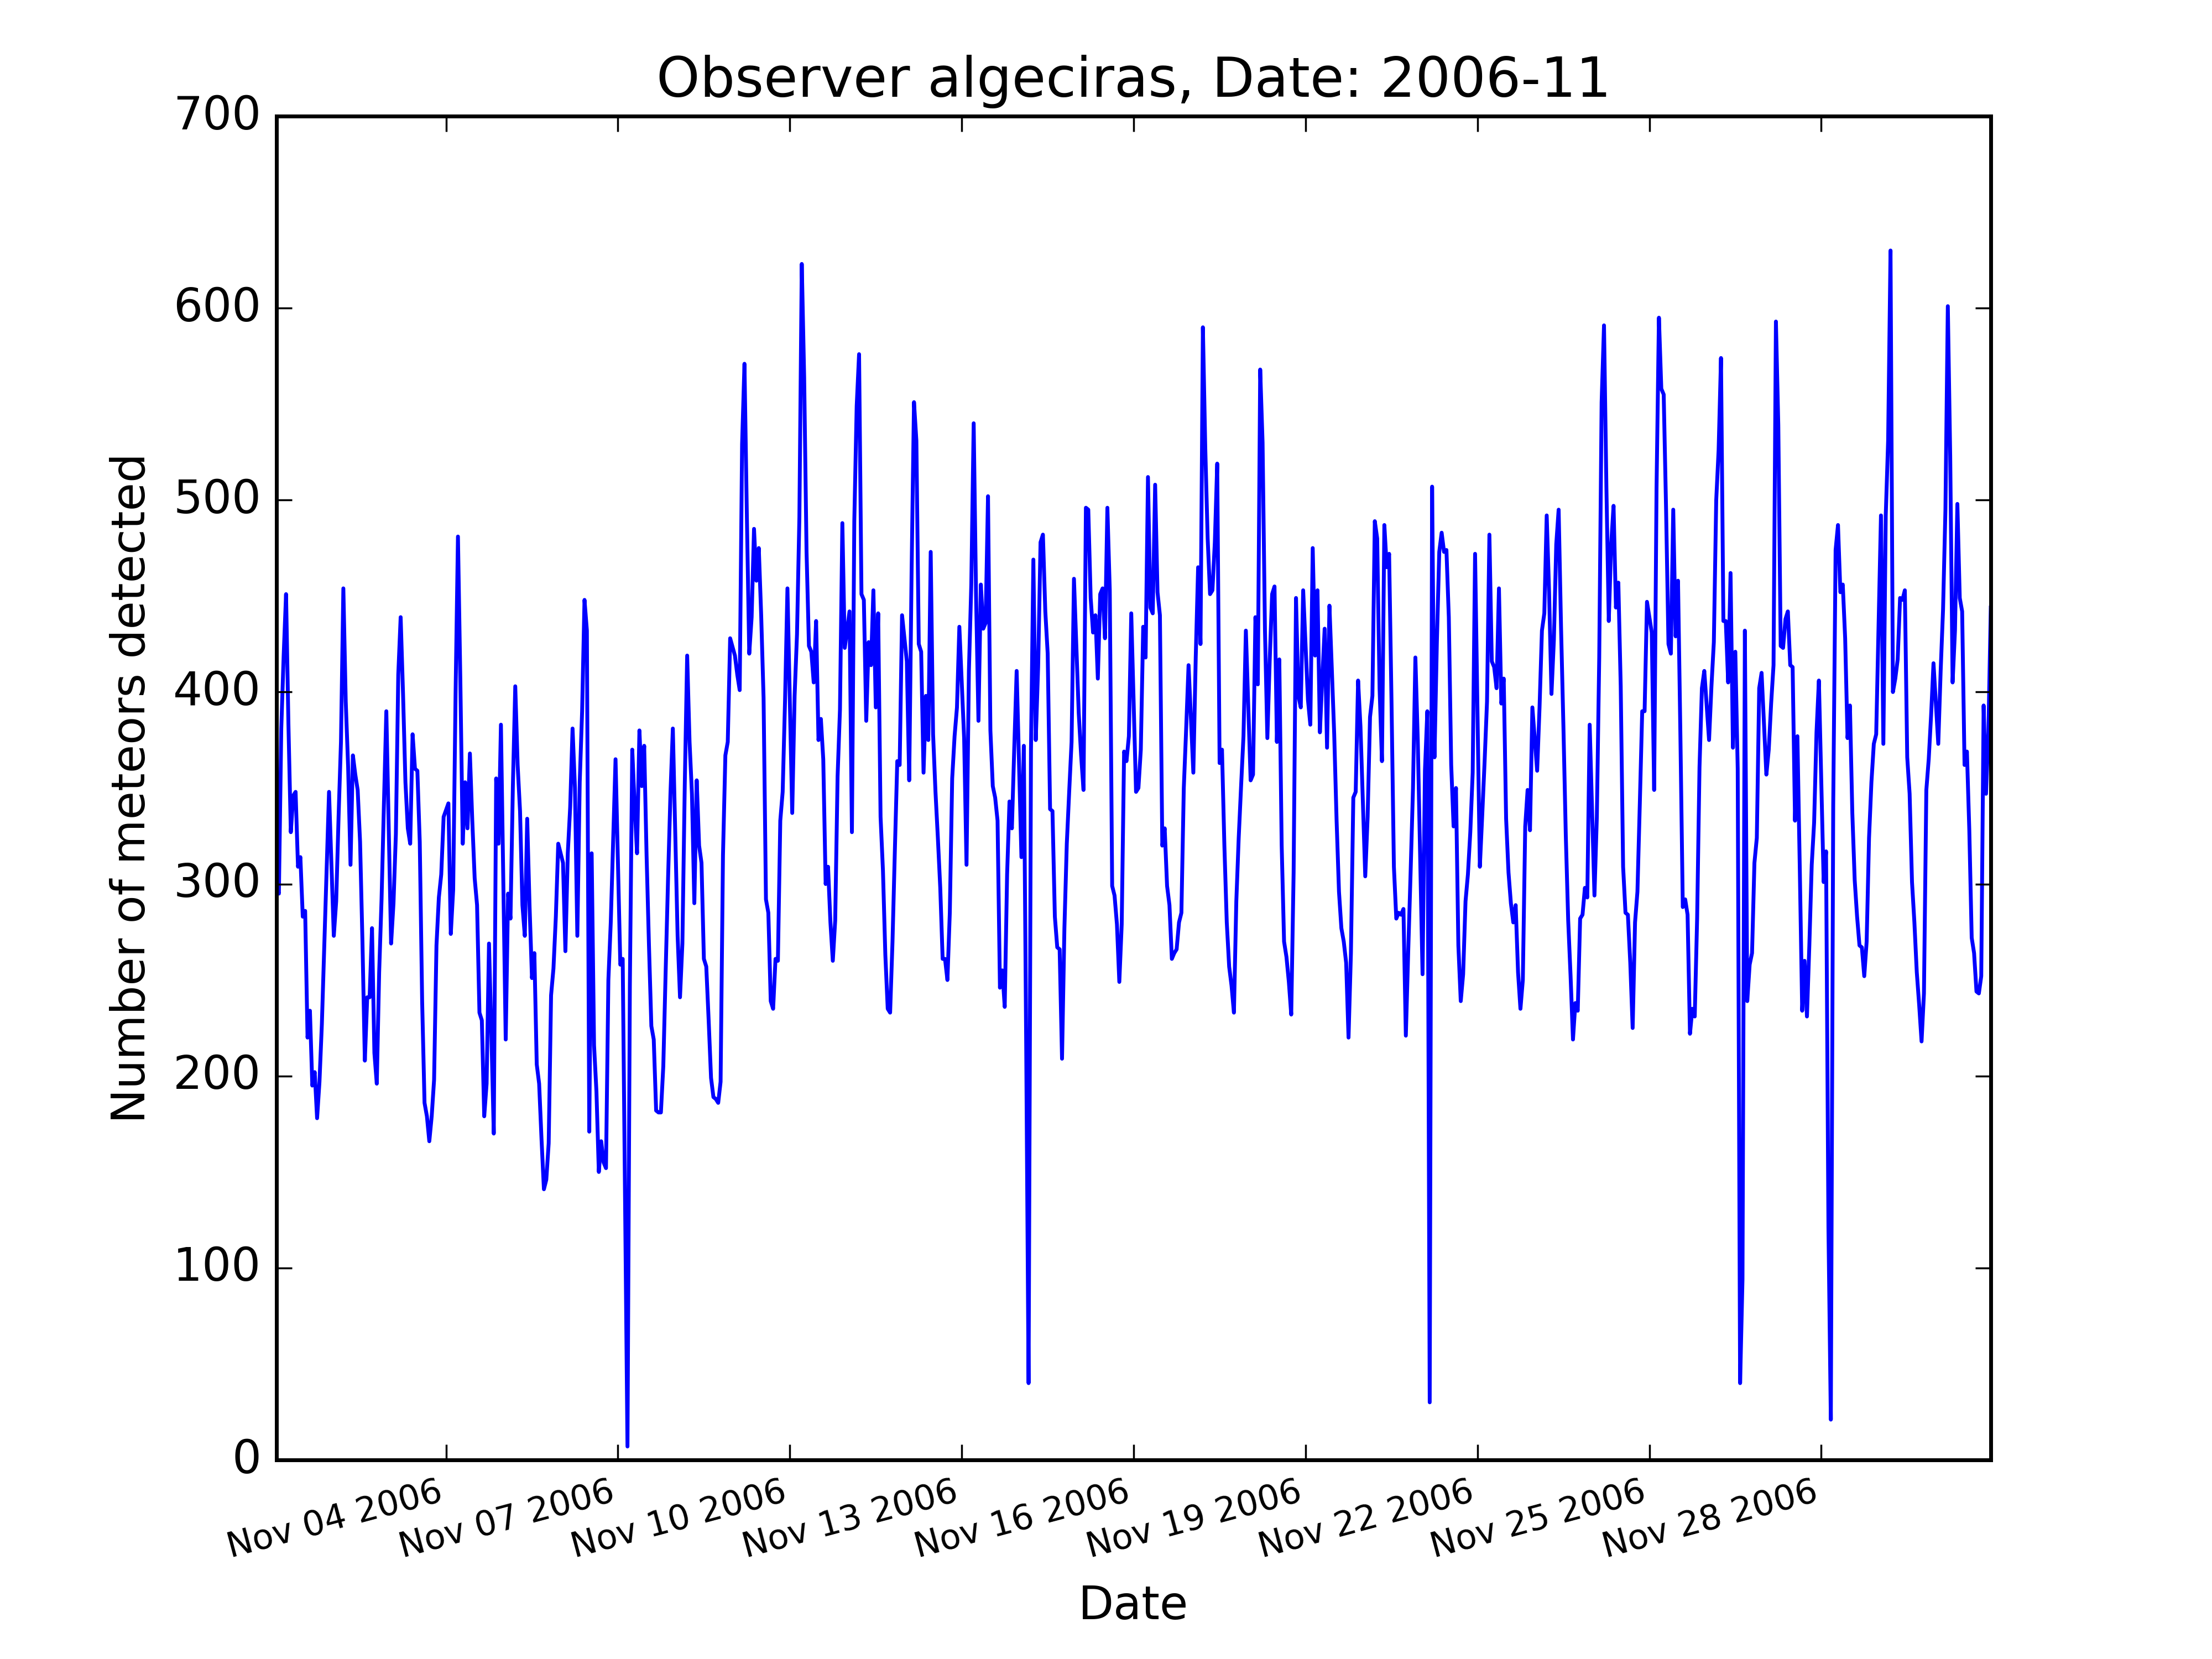 Observer algeciras, Date: 2006-11
700
600
500
400
300
200
100
0
Number of meteors detected
Nov 04 2006
Nov 07 2006
Nov 10 2006
Nov 13 2006
Nov 16 2006
Nov 19 2006
Nov 22 2006
Nov 25 2006
Nov 28 2006
Date